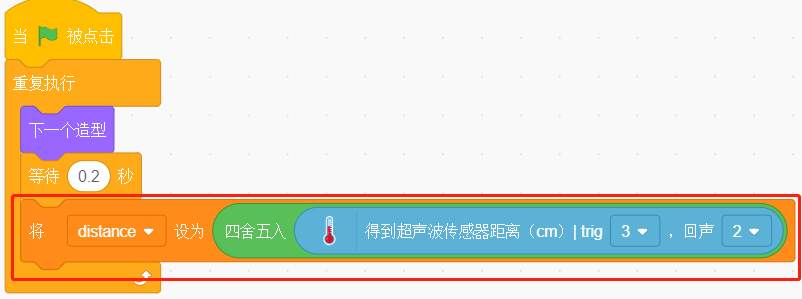 当 被点击
重复执行
下一个造型
等待 0.2 秒
将 distance 设为 四舍五入 得到超声波传感器距离（cm）| trig 3 ，回声 2